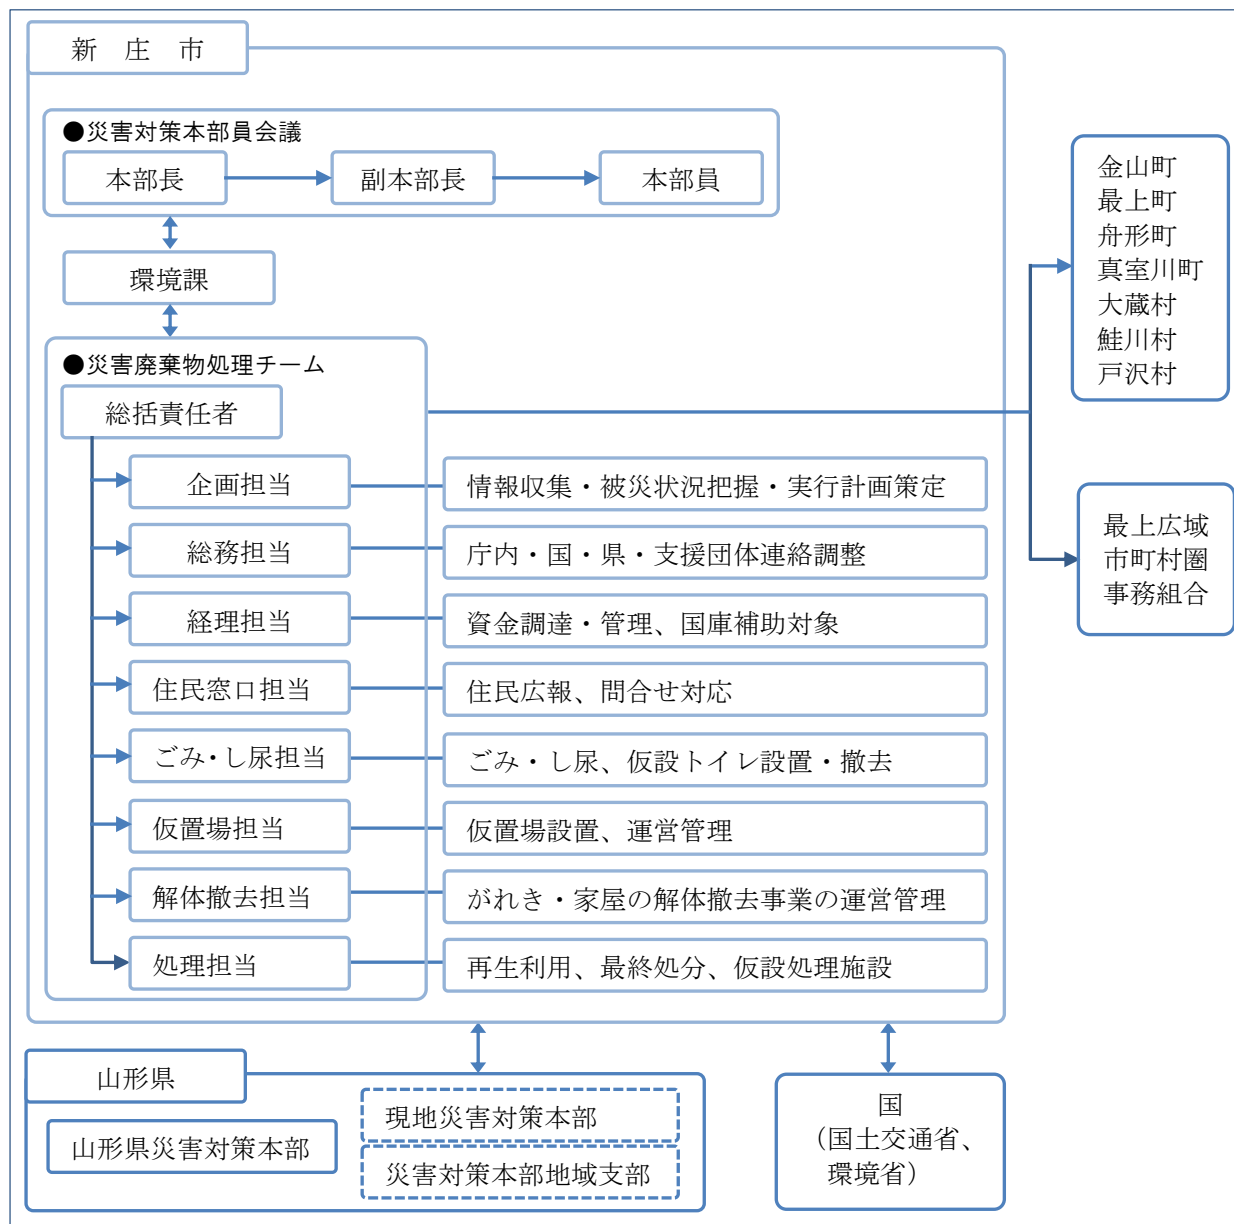 新 庄 市
●災害対策本部員会議
本部長
副本部長
本部員
環境課
●災害廃棄物処理チーム
総括責任者
企画担当
情報収集・被災状況把握・実行計画策定
総務担当
庁内・国・県・支援団体連絡調整
経理担当
資金調達・管理、国庫補助対象
住民窓口担当
住民広報、問合せ対応
ごみ・し尿担当
ごみ・し尿、仮設トイレ設置・撤去
仮置場担当
仮置場設置、運営管理
解体撤去担当
がれき・家屋の解体撤去事業の運営管理
処理担当
再生利用、最終処分、仮設処理施設
金山町
最上町
舟形町
真室川町
大蔵村
鮭川村
戸沢村
最上広域
市町村圏
事務組合
山形県
山形県災害対策本部
現地災害対策本部
災害対策本部地域支部
国
（国土交通省、
環境省）